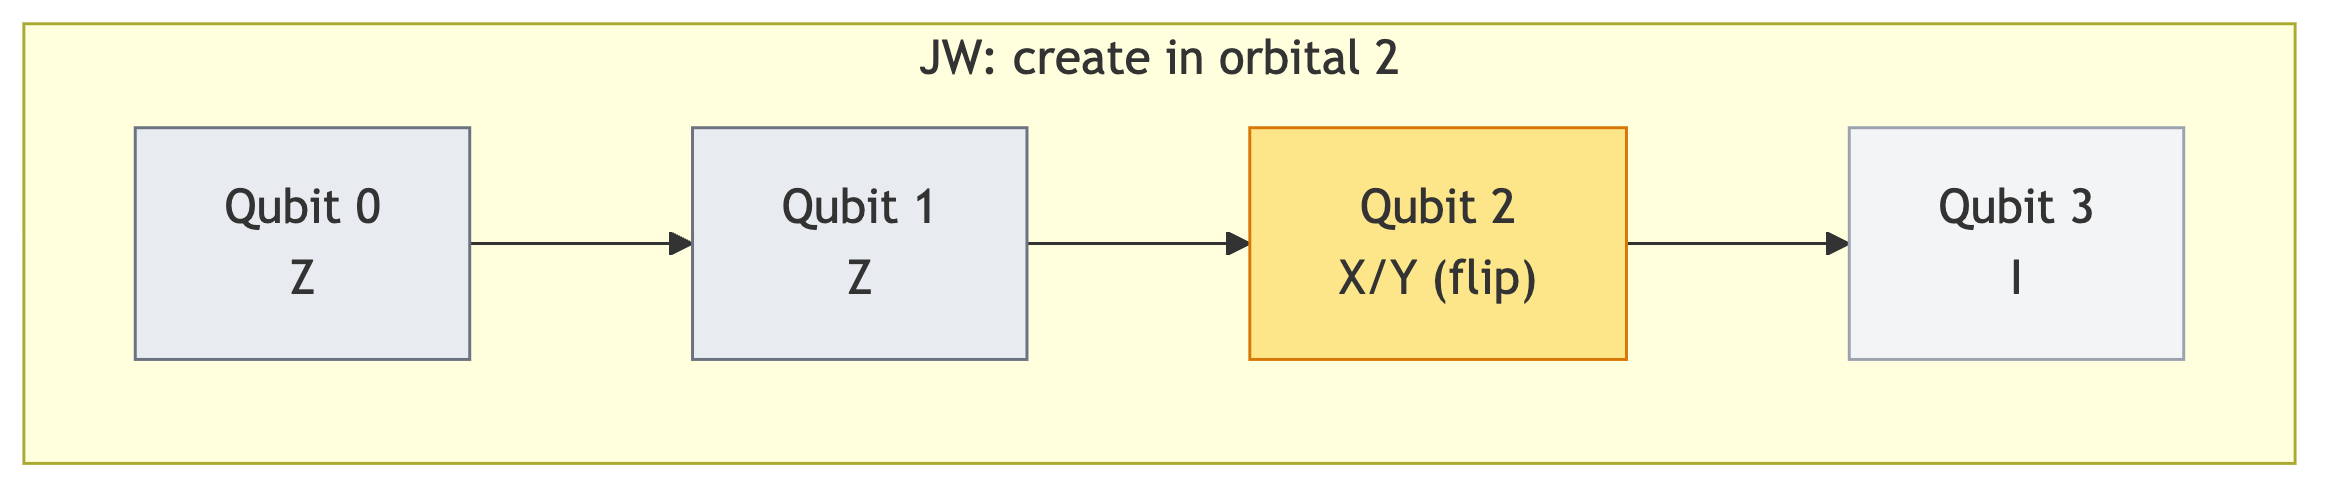 JW: create in orbital 2
Qubit 0
Z
Qubit 1
Z
Qubit 2
X/Y (flip)
Qubit 3
I